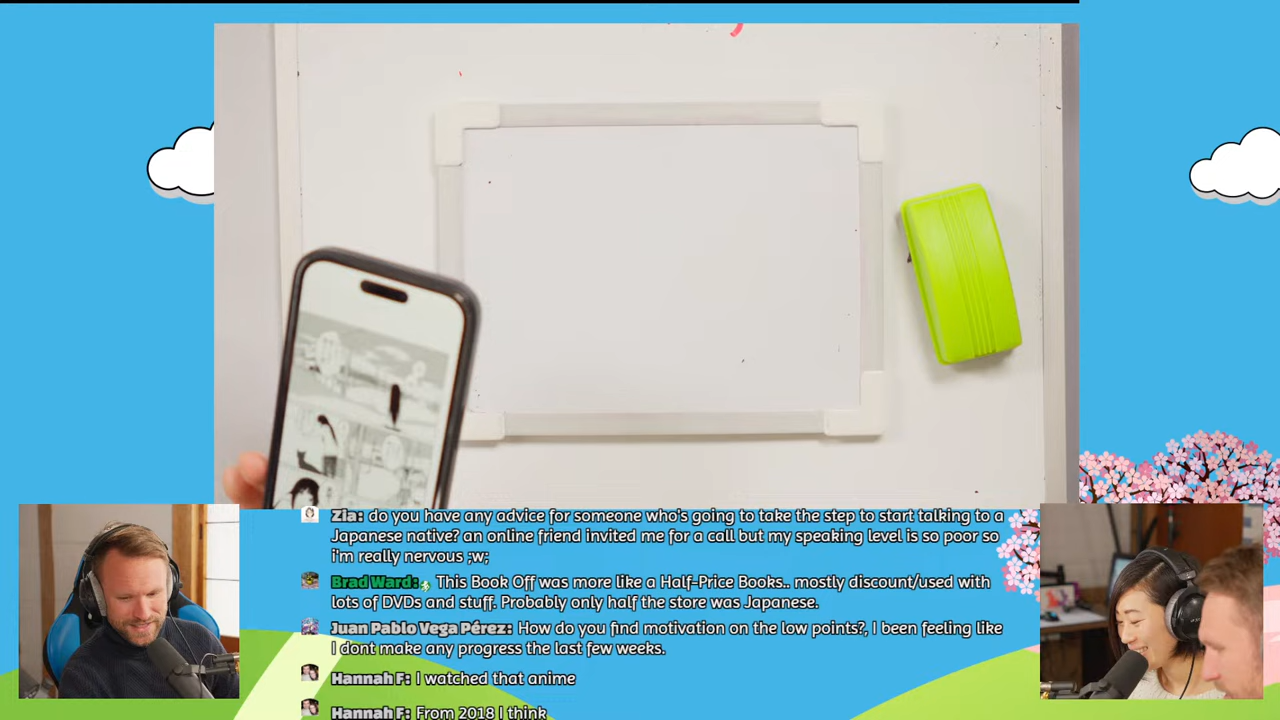 Zia: do you have any advice for someone who's going to take the step to start talking to a
Japanese native? an online friend invited me for a call but my speaking level is so poor so
i'm really nervous ;w;
Brad Ward: This Book Off was more like a Half-Price Books.. mostly discount/used with
lots of DVDs and stuff. Probably only half the store was Japanese.
Juan Pablo Vega Pérez: How do you find motivation on the low points?, I been feeling like
I dont make any progress the last few weeks.
Hannah F: I watched that anime
Hannah F: From 2018 I think